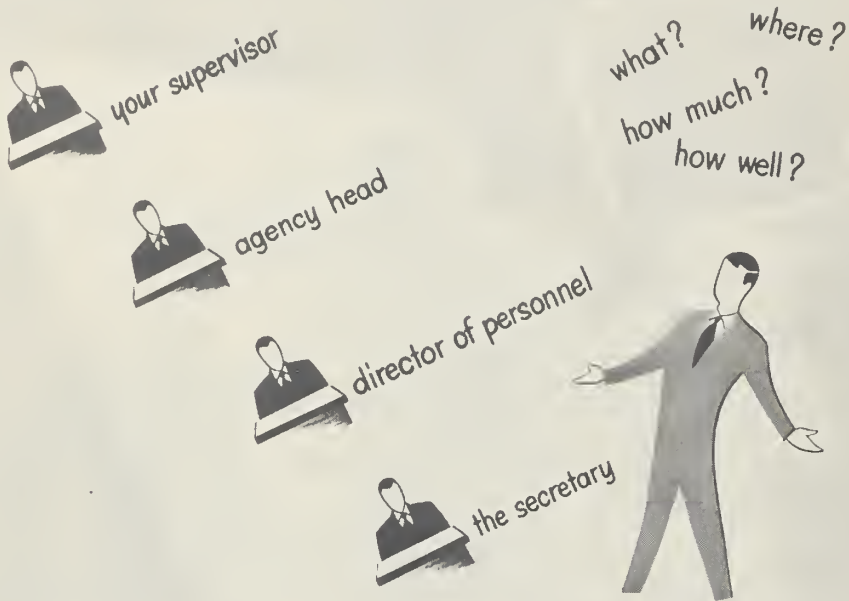 your supervisor
agency head
director of personnel
the secretary
what?
where?
how much?
how well?